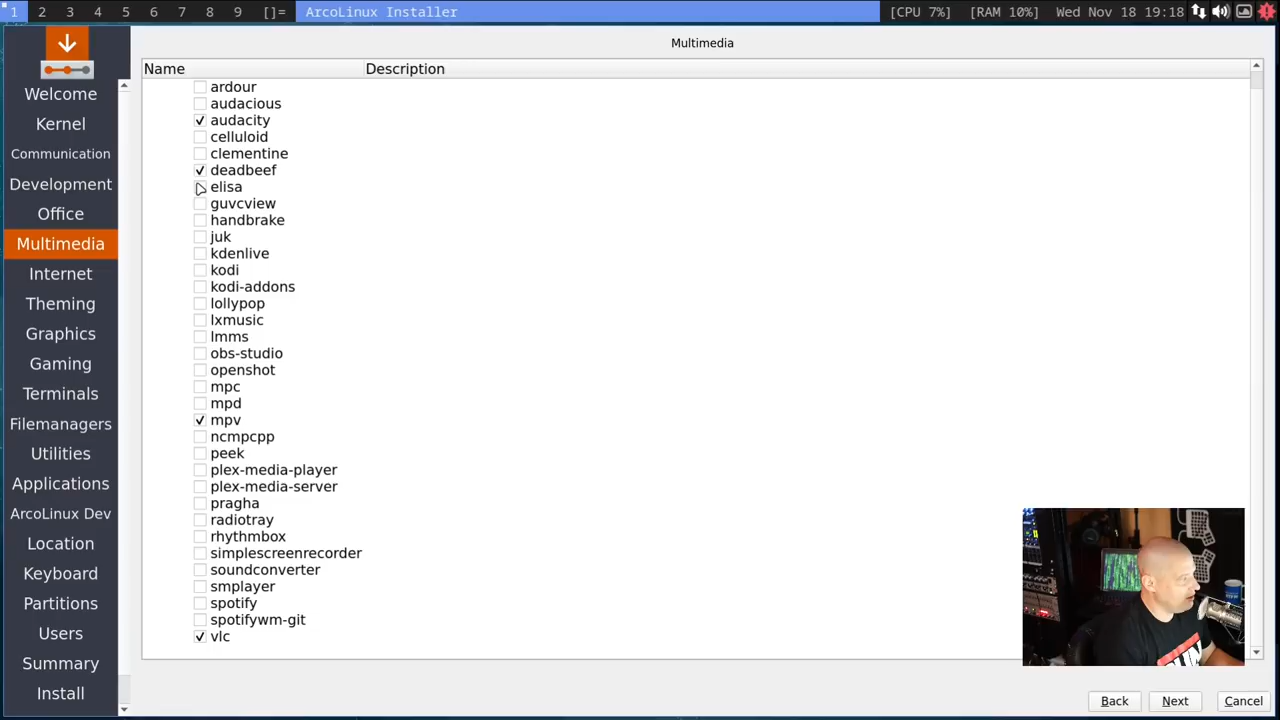 1 2 3 4 5 6 7 8 9 []= ArcoLinux Installer [CPU 7%] [RAM 10%] Wed Nov 18 19:18
Multimedia
Name Description
Welcome
Kernel
Communication
Development
Office
Multimedia
Internet
Theming
Graphics
Gaming
Terminals
Filemanagers
Utilities
Applications
ArcoLinux Dev
Location
Keyboard
Partitions
Users
Summary
Install
ardour
audacious
audacity
celluloid
clementine
deadbeef
elisa
guvcview
handbrake
juk
kdenlive
kodi
kodi-addons
lollypop
lxmusic
lmms
obs-studio
openshot
mpc
mpd
mpv
ncmpcpp
peek
plex-media-player
plex-media-server
pragha
radiotray
rhythmbox
simplescreenrecorder
soundconverter
smplayer
spotify
spotifywm-git
vlc
Back Next Cancel